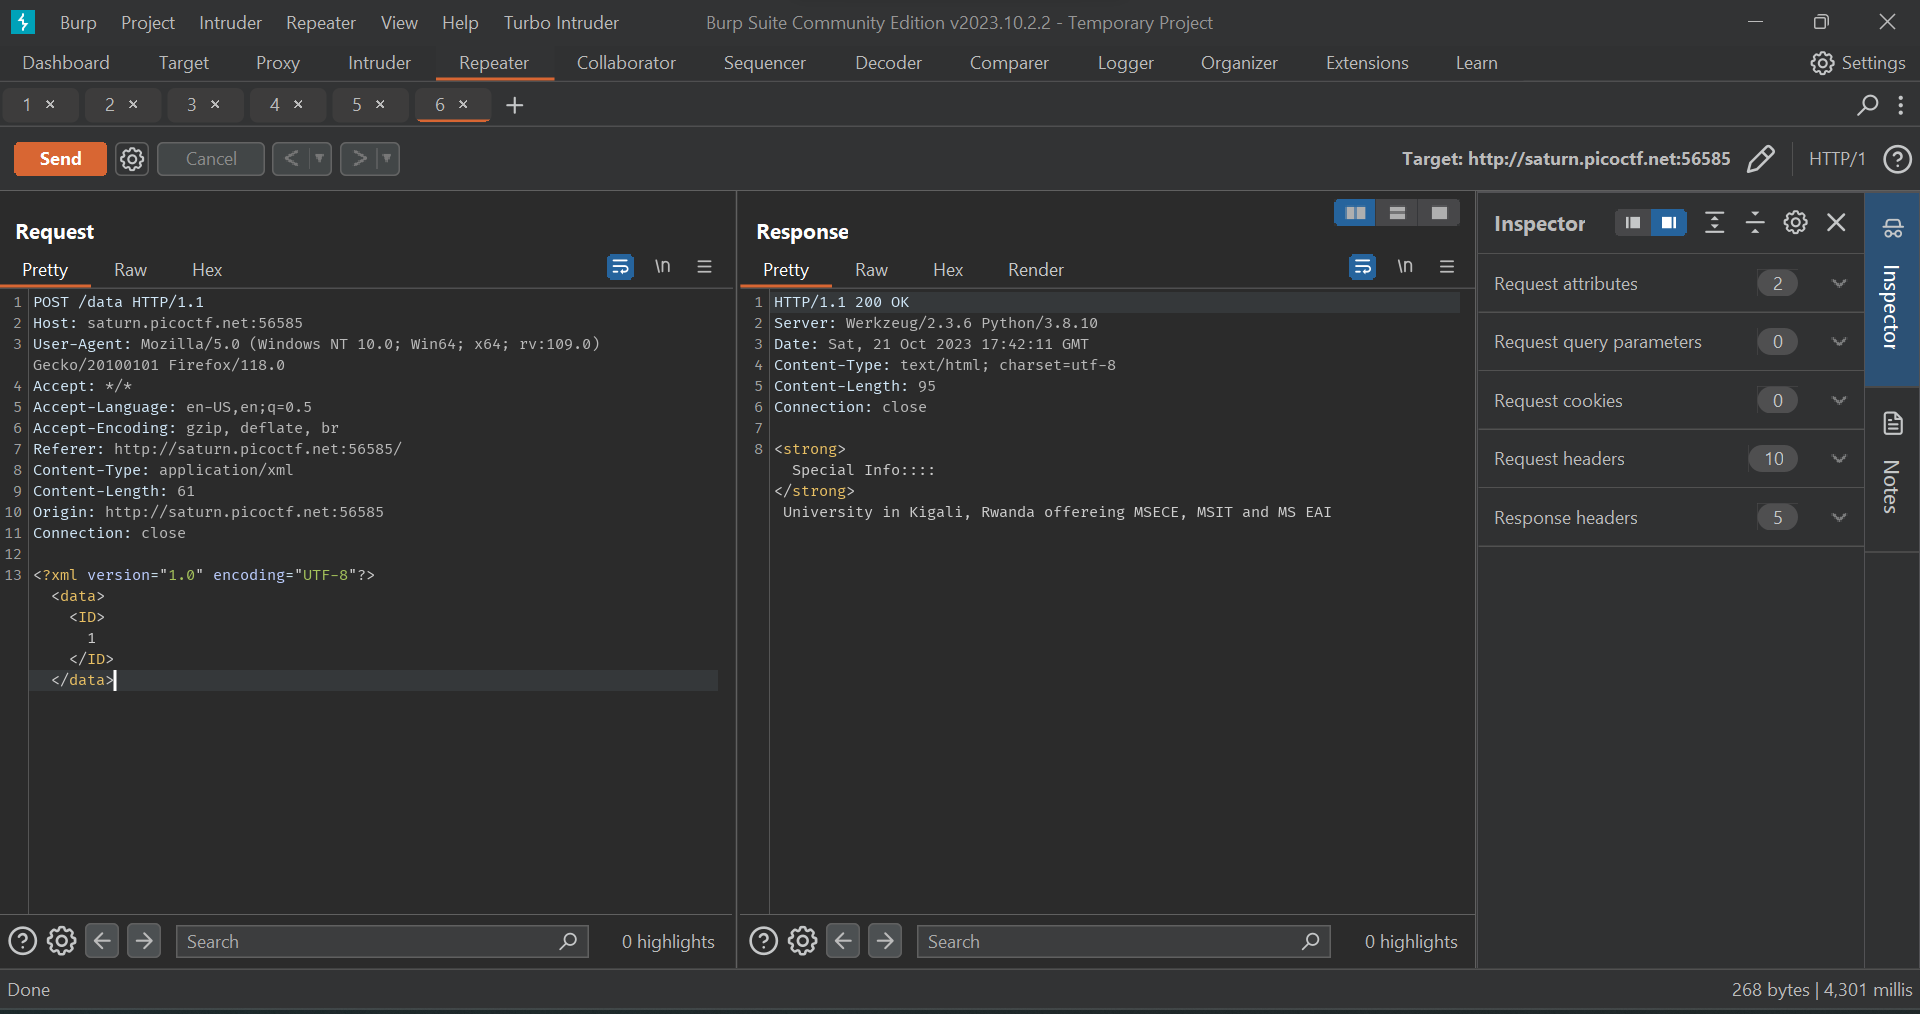 Burp Project Intruder Repeater View Help Turbo Intruder Burp Suite Community Edition v2023.10.2.2 - Temporary Project
Dashboard Target Proxy Intruder Repeater Collaborator Sequencer Decoder Comparer Logger Organizer Extensions Learn Settings
1 × 2 × 3 × 4 × 5 × 6 × +
Send Cancel < > Target: http://saturn.picoctf.net:56585 HTTP/1 ?
Request
Pretty Raw Hex \n
1 POST /data HTTP/1.1
2 Host: saturn.picoctf.net:56585
3 User-Agent: Mozilla/5.0 (Windows NT 10.0; Win64; x64; rv:109.0)
Gecko/20100101 Firefox/118.0
4 Accept: */*
5 Accept-Language: en-US,en;q=0.5
6 Accept-Encoding: gzip, deflate, br
7 Referer: http://saturn.picoctf.net:56585/
8 Content-Type: application/xml
9 Content-Length: 61
10 Origin: http://saturn.picoctf.net:56585
11 Connection: close
12
13 <?xml version="1.0" encoding="UTF-8"?>
<data>
<ID>
1
</ID>
</data>
? Search 0 highlights
Response
Pretty Raw Hex Render \n
1 HTTP/1.1 200 OK
2 Server: Werkzeug/2.3.6 Python/3.8.10
3 Date: Sat, 21 Oct 2023 17:42:11 GMT
4 Content-Type: text/html; charset=utf-8
5 Content-Length: 95
6 Connection: close
7
8 <strong>
Special Info::::
</strong>
University in Kigali, Rwanda offereing MSECE, MSIT and MS EAI
? Search 0 highlights
Inspector
Request attributes 2
Request query parameters 0
Request cookies 0
Request headers 10
Response headers 5
Inspector
Notes
Done 268 bytes | 4,301 millis